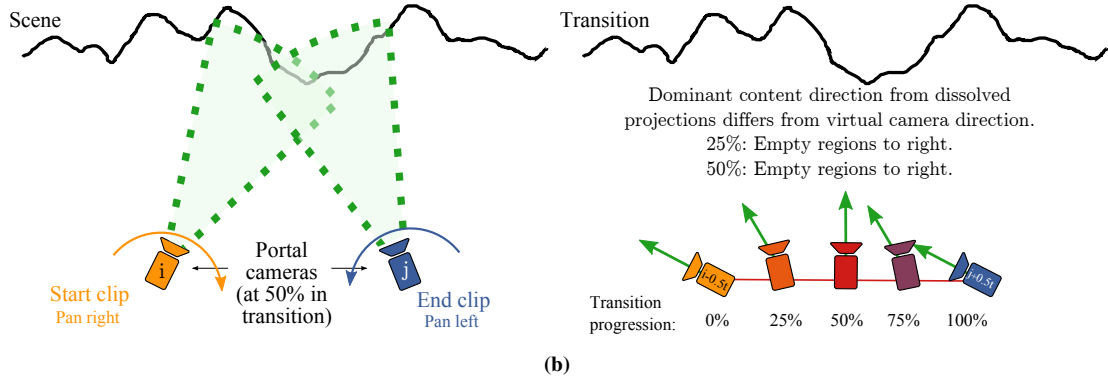 Scene
i
Start clip
Pan right
Portal
cameras
(at 50% in
transition)
j
End clip
Pan left
Transition
Dominant content direction from dissolved
projections differs from virtual camera direction.
25%: Empty regions to right.
50%: Empty regions to right.
i-0.5t
j+0.5t
Transition
progression:
0% 25% 50% 75% 100%
(b)